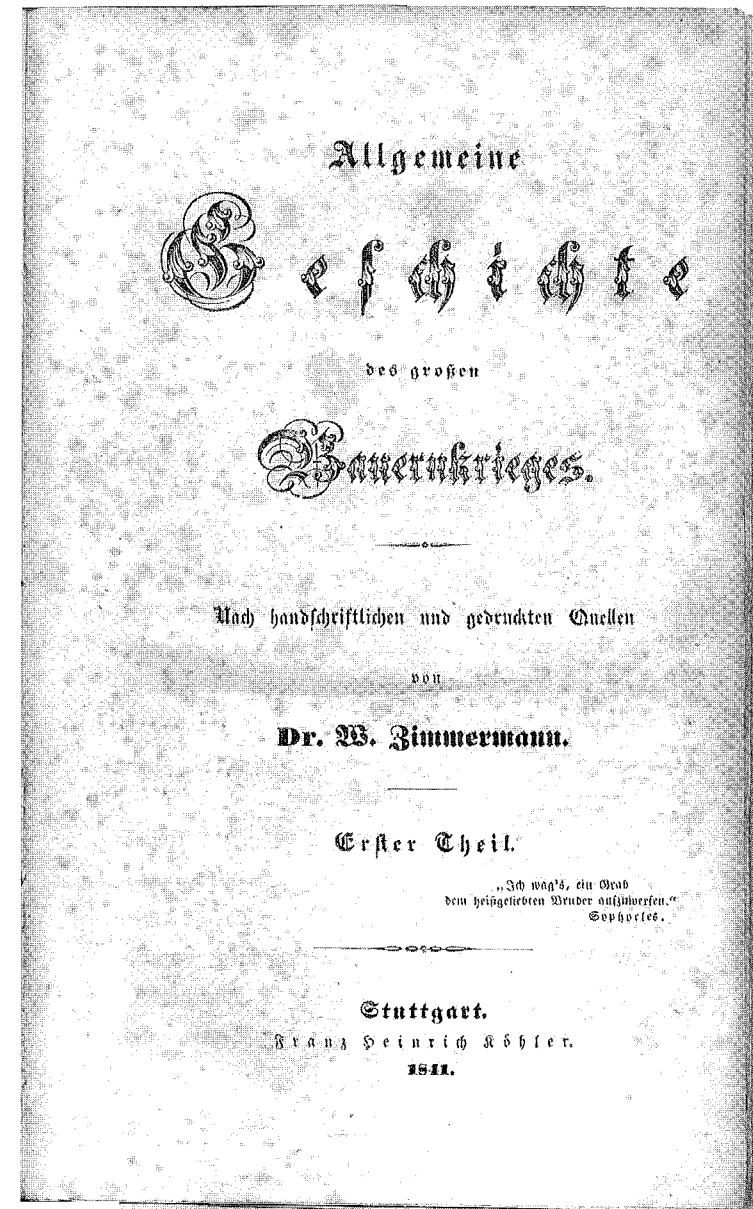 Allgemeine
Geschichte
des großen
Bauernkrieges.
Nach handschriftlichen und gedruckten Quellen
von
Dr. W. Zimmermann.
Erster Theil.
„Ich wag's, ein Grab
dem heißgeliebten Bruder aufzuwerfen.“
Sophocles.
Stuttgart.
Franz Heinrich Köhler.
1841.